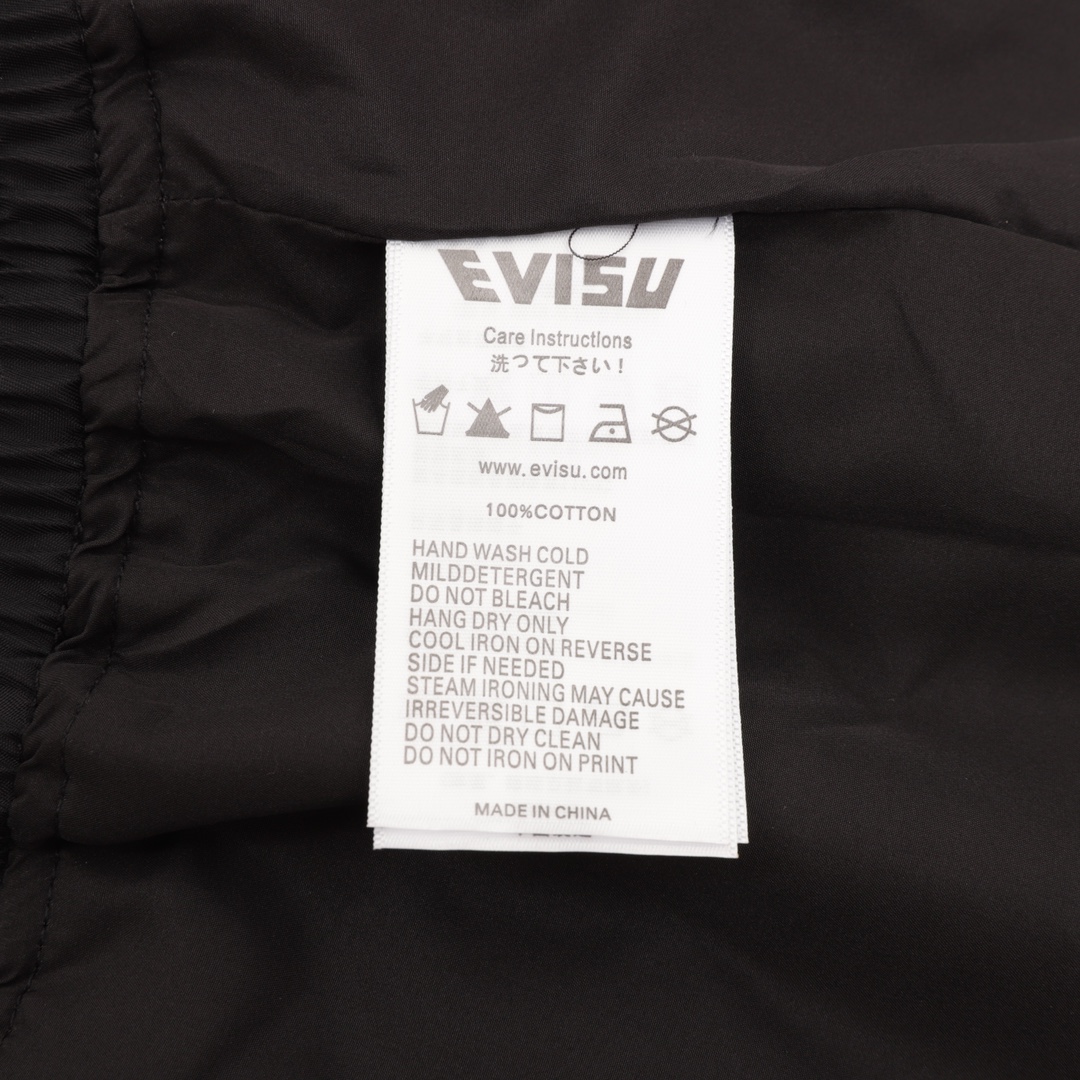 EVISU
Care Instructions
洗つて下さい！
www.evisu.com
100%COTTON
HAND WASH COLD
MILDDETERGENT
DO NOT BLEACH
HANG DRY ONLY
COOL IRON ON REVERSE
SIDE IF NEEDED
STEAM IRONING MAY CAUSE
IRREVERSIBLE DAMAGE
DO NOT DRY CLEAN
DO NOT IRON ON PRINT
MADE IN CHINA